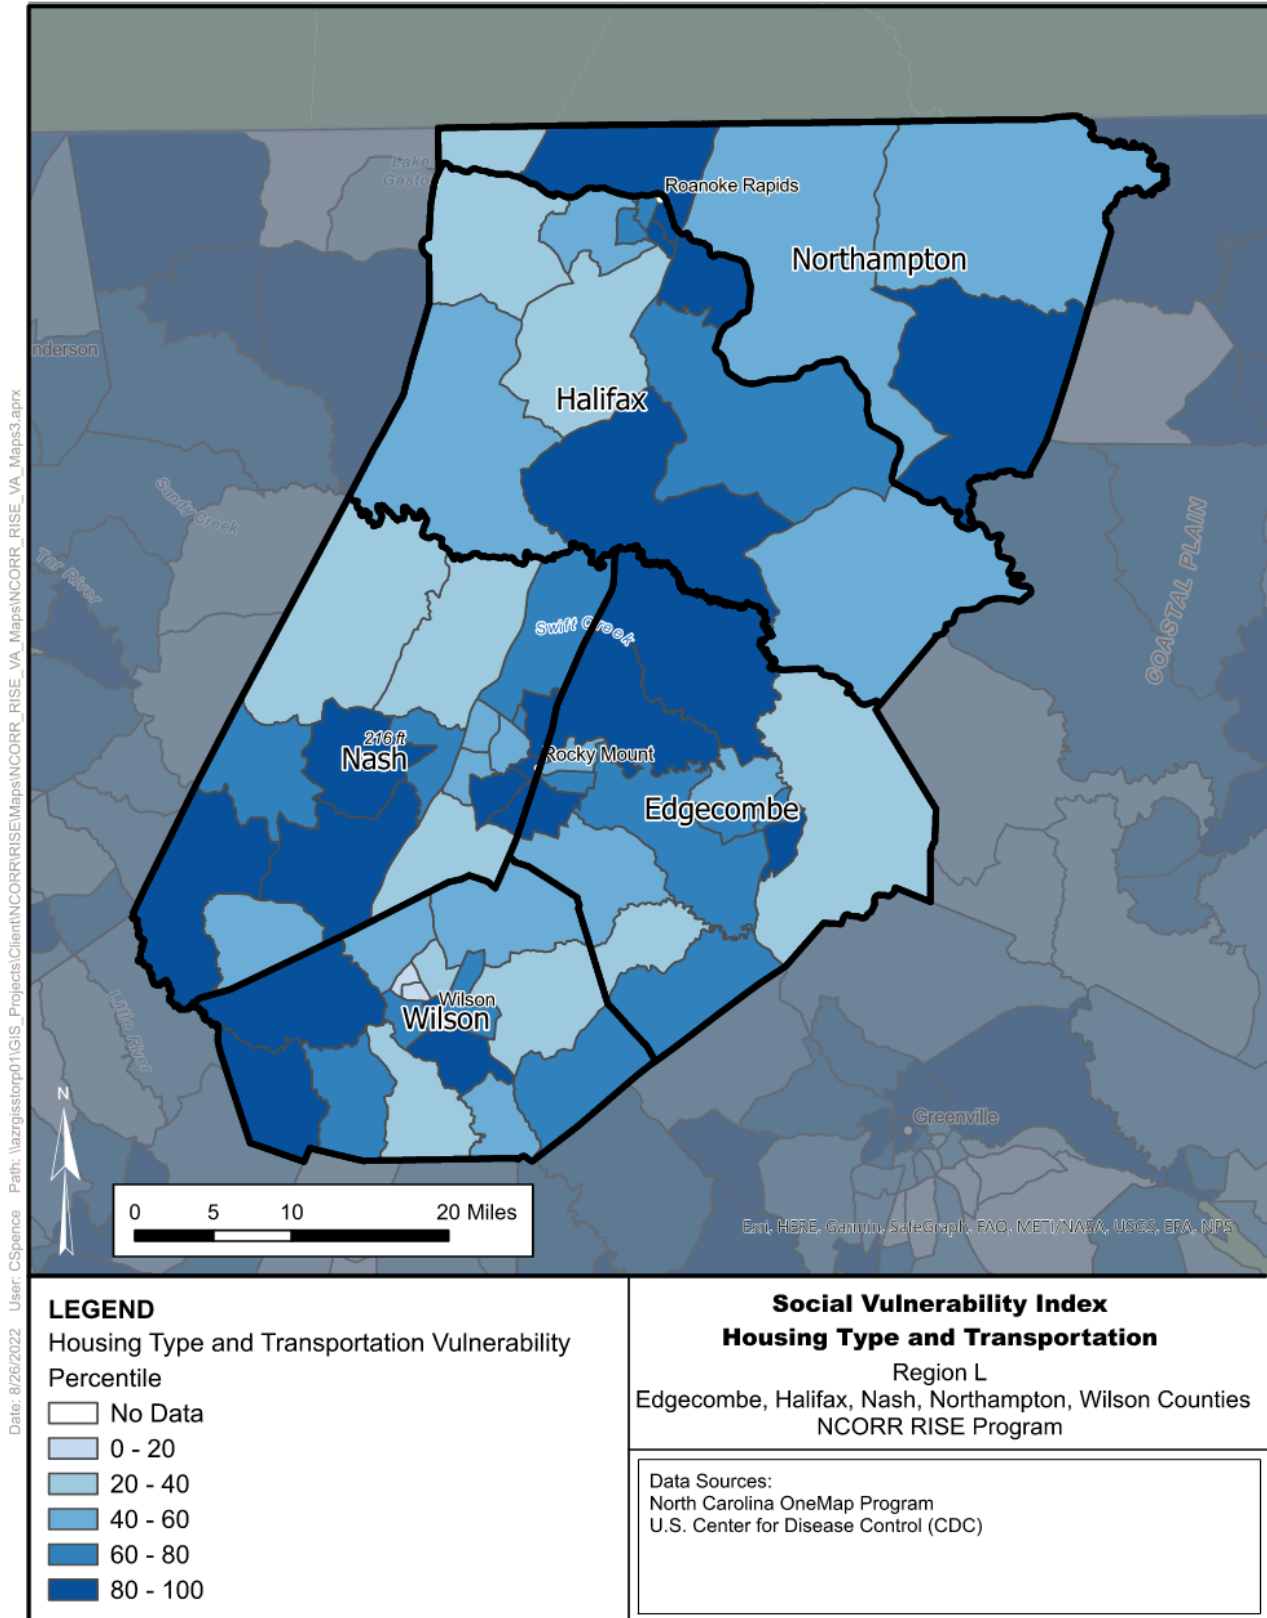 Lake
Gasto
Roanoke Rapids
Northampton
nderson
Halifax
Sandy Creek
Tar River
COASTAL PLAIN
Swift Creek
216 ft
Nash
Rocky Mount
Edgecombe
Wilson
Wilson
Little River
Greenville
N
0 5 10 20 Miles
Esri, HERE, Garmin, SafeGraph, FAO, METI/NASA, USGS, EPA, NPS
Date: 8/26/2022 User: CSpence Path: \\azrgisstorp01\GIS_Projects\Client\NCORR\RISE\Maps\NCORR_RISE_VA_Maps\NCORR_RISE_VA_Maps3.aprx
LEGEND
Housing Type and Transportation Vulnerability
Percentile
No Data
0 - 20
20 - 40
40 - 60
60 - 80
80 - 100
Social Vulnerability Index
Housing Type and Transportation
Region L
Edgecombe, Halifax, Nash, Northampton, Wilson Counties
NCORR RISE Program
Data Sources:
North Carolina OneMap Program
U.S. Center for Disease Control (CDC)